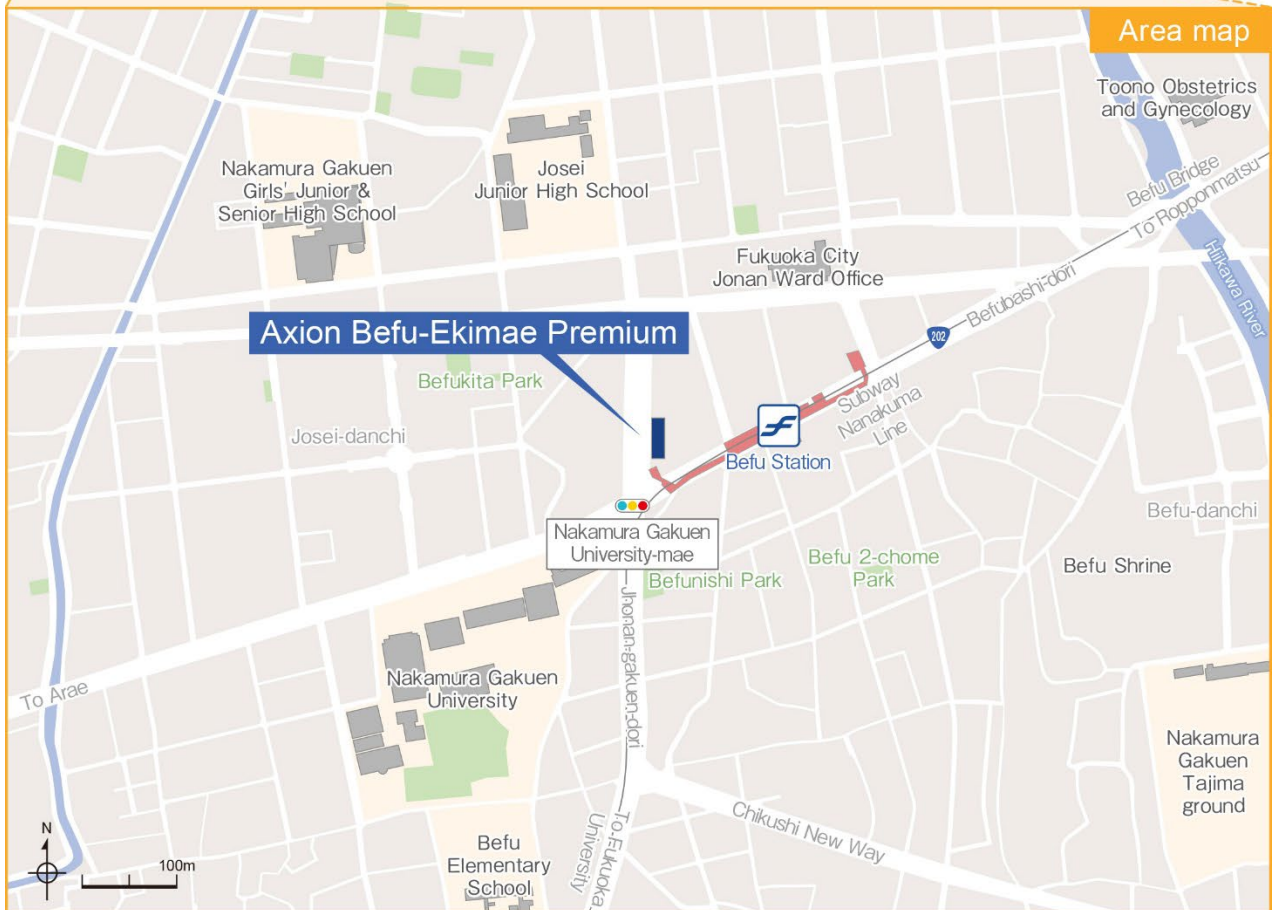 Area map
Toono Obstetrics
and Gynecology
Nakamura Gakuen
Girls' Junior &
Senior High School
Josei
Junior High School
Befu Bridge
To Ropponmatsu
Fukuoka City
Jonan Ward Office
Hiikawa River
Befubashi-dori
202
Axion Befu-Ekimae Premium
Befukita Park
Subway
Nanakuma
Line
Josei-danchi
Befu Station
Nakamura Gakuen
University-mae
Befu-danchi
Befu 2-chome
Park
Befu Shrine
Befunishi Park
Jhonan-gakuen-dori
Nakamura Gakuen
University
To Arae
Nakamura
Gakuen
Tajima
ground
Chikushi New Way
To Fukuoka
University
Befu
Elementary
School
N
100m